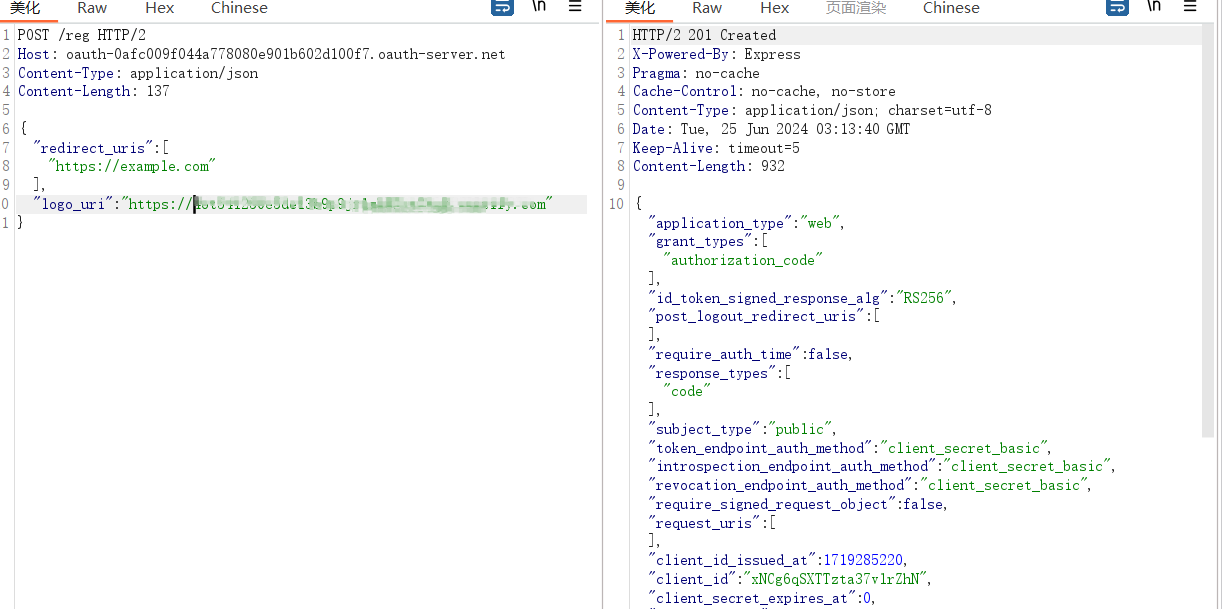 美化 Raw Hex Chinese \n
1 POST /reg HTTP/2
2 Host: oauth-0afc009f044a778080e901b602d100f7.oauth-server.net
3 Content-Type: application/json
4 Content-Length: 137
5
6 {
7 "redirect_uris":[
8 "https://example.com"
9 ],
0 "logo_uri":"https://
1 }
美化 Raw Hex 页面渲染 Chinese \n
1 HTTP/2 201 Created
2 X-Powered-By: Express
3 Pragma: no-cache
4 Cache-Control: no-cache, no-store
5 Content-Type: application/json; charset=utf-8
6 Date: Tue, 25 Jun 2024 03:13:40 GMT
7 Keep-Alive: timeout=5
8 Content-Length: 932
9
10 {
"application_type":"web",
"grant_types":[
"authorization_code"
],
"id_token_signed_response_alg":"RS256",
"post_logout_redirect_uris":[
],
"require_auth_time":false,
"response_types":[
"code"
],
"subject_type":"public",
"token_endpoint_auth_method":"client_secret_basic",
"introspection_endpoint_auth_method":"client_secret_basic",
"revocation_endpoint_auth_method":"client_secret_basic",
"require_signed_request_object":false,
"request_uris":[
],
"client_id_issued_at":1719285220,
"client_id":"xNCg6qSXTTzta37vlrZhN",
"client_secret_expires_at":0,